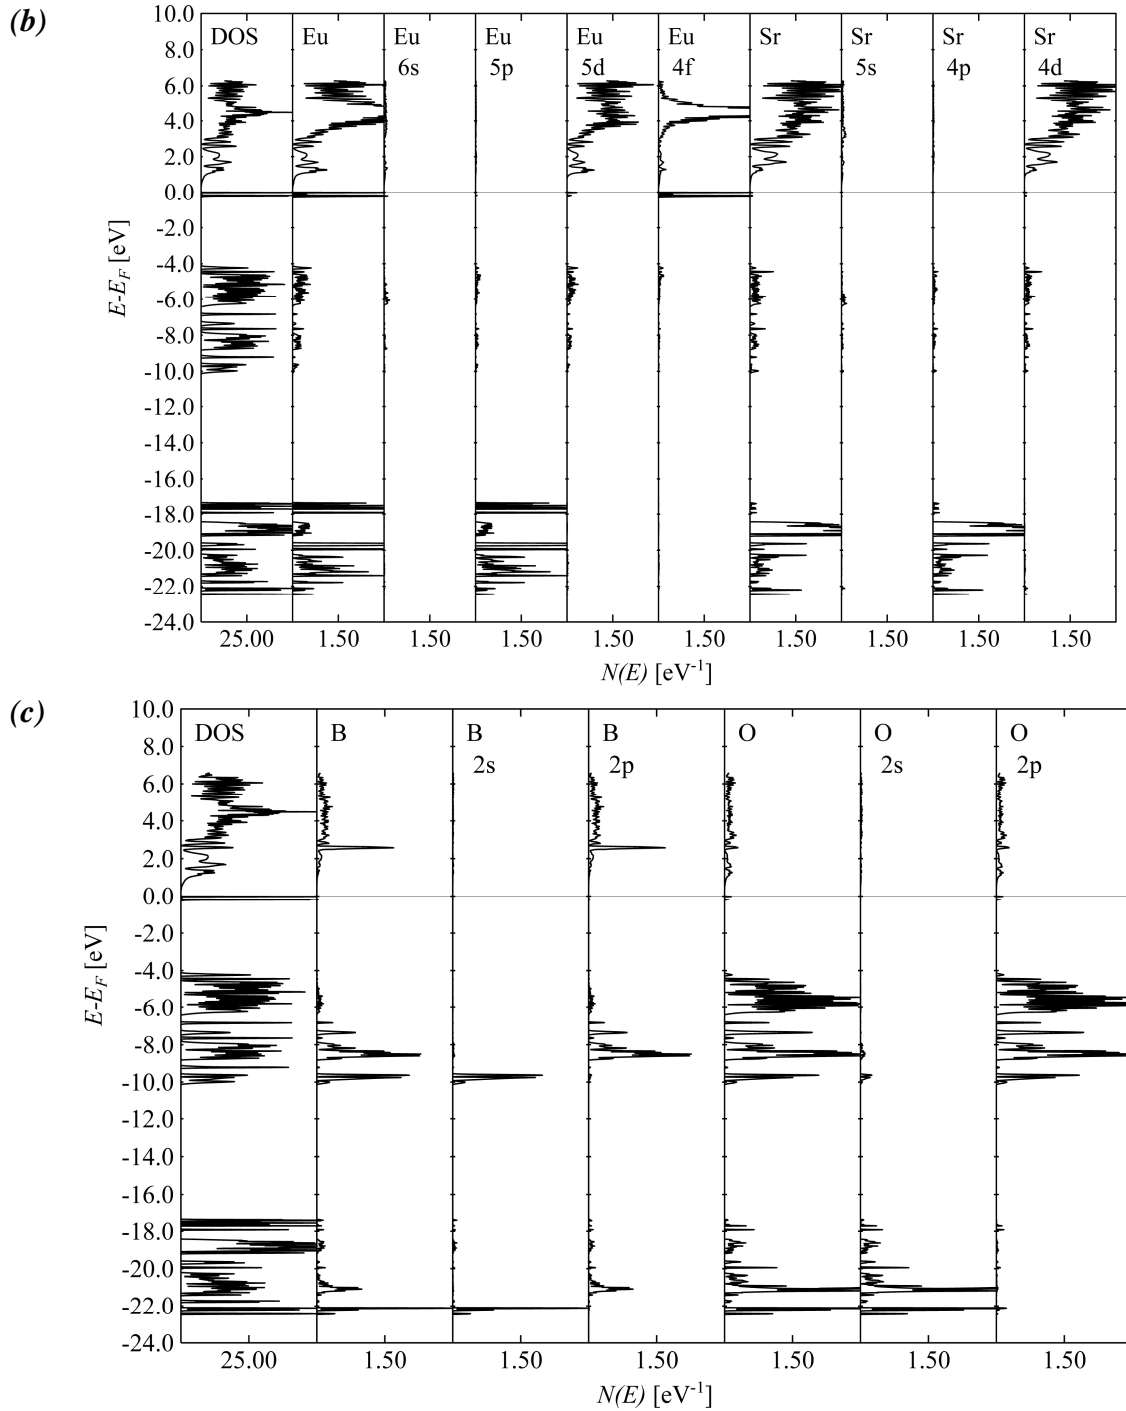 (b)
10.0
8.0
6.0
4.0
2.0
0.0
-2.0
-4.0
-6.0
-8.0
-10.0
-12.0
-14.0
-16.0
-18.0
-20.0
-22.0
-24.0
E-E_F [eV]
DOS
Eu
Eu
6s
Eu
5p
Eu
5d
Eu
4f
Sr
Sr
5s
Sr
4p
Sr
4d
25.00 1.50 1.50 1.50 1.50 1.50 1.50 1.50 1.50 1.50
N(E) [eV⁻¹]
(c)
10.0
8.0
6.0
4.0
2.0
0.0
-2.0
-4.0
-6.0
-8.0
-10.0
-12.0
-14.0
-16.0
-18.0
-20.0
-22.0
-24.0
E-E_F [eV]
DOS
B
B
2s
B
2p
O
O
2s
O
2p
25.00 1.50 1.50 1.50 1.50 1.50 1.50
N(E) [eV⁻¹]